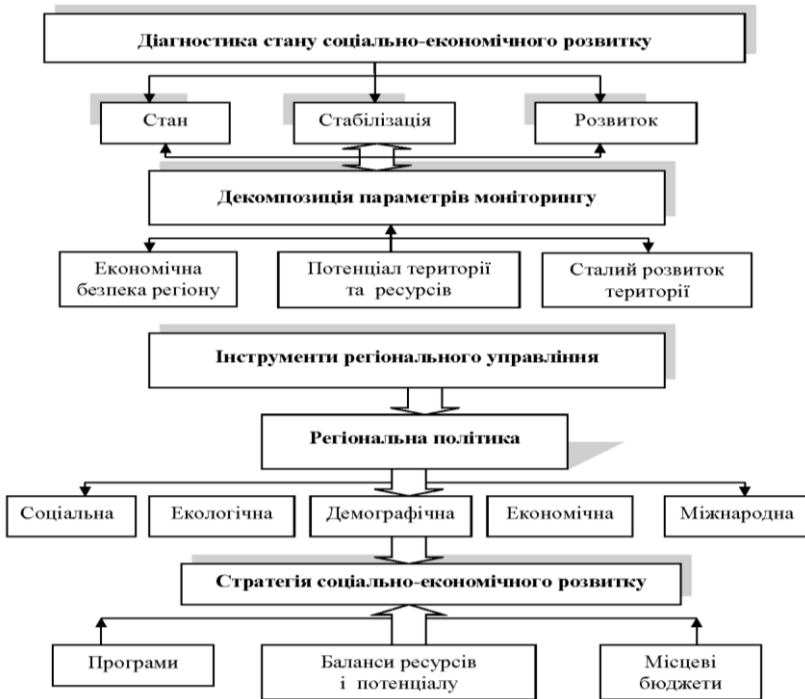 Діагностика стану соціально-економічного розвитку
Стан
Стабілізація
Розвиток
Декомпозиція параметрів моніторингу
Економічна
безпека регіону
Потенціал території
та ресурсів
Сталий розвиток
території
Інструменти регіонального управління
Регіональна політика
Соціальна
Екологічна
Демографічна
Економічна
Міжнародна
Стратегія соціально-економічного розвитку
Програми
Баланси ресурсів
і потенціалу
Місцеві
бюджети